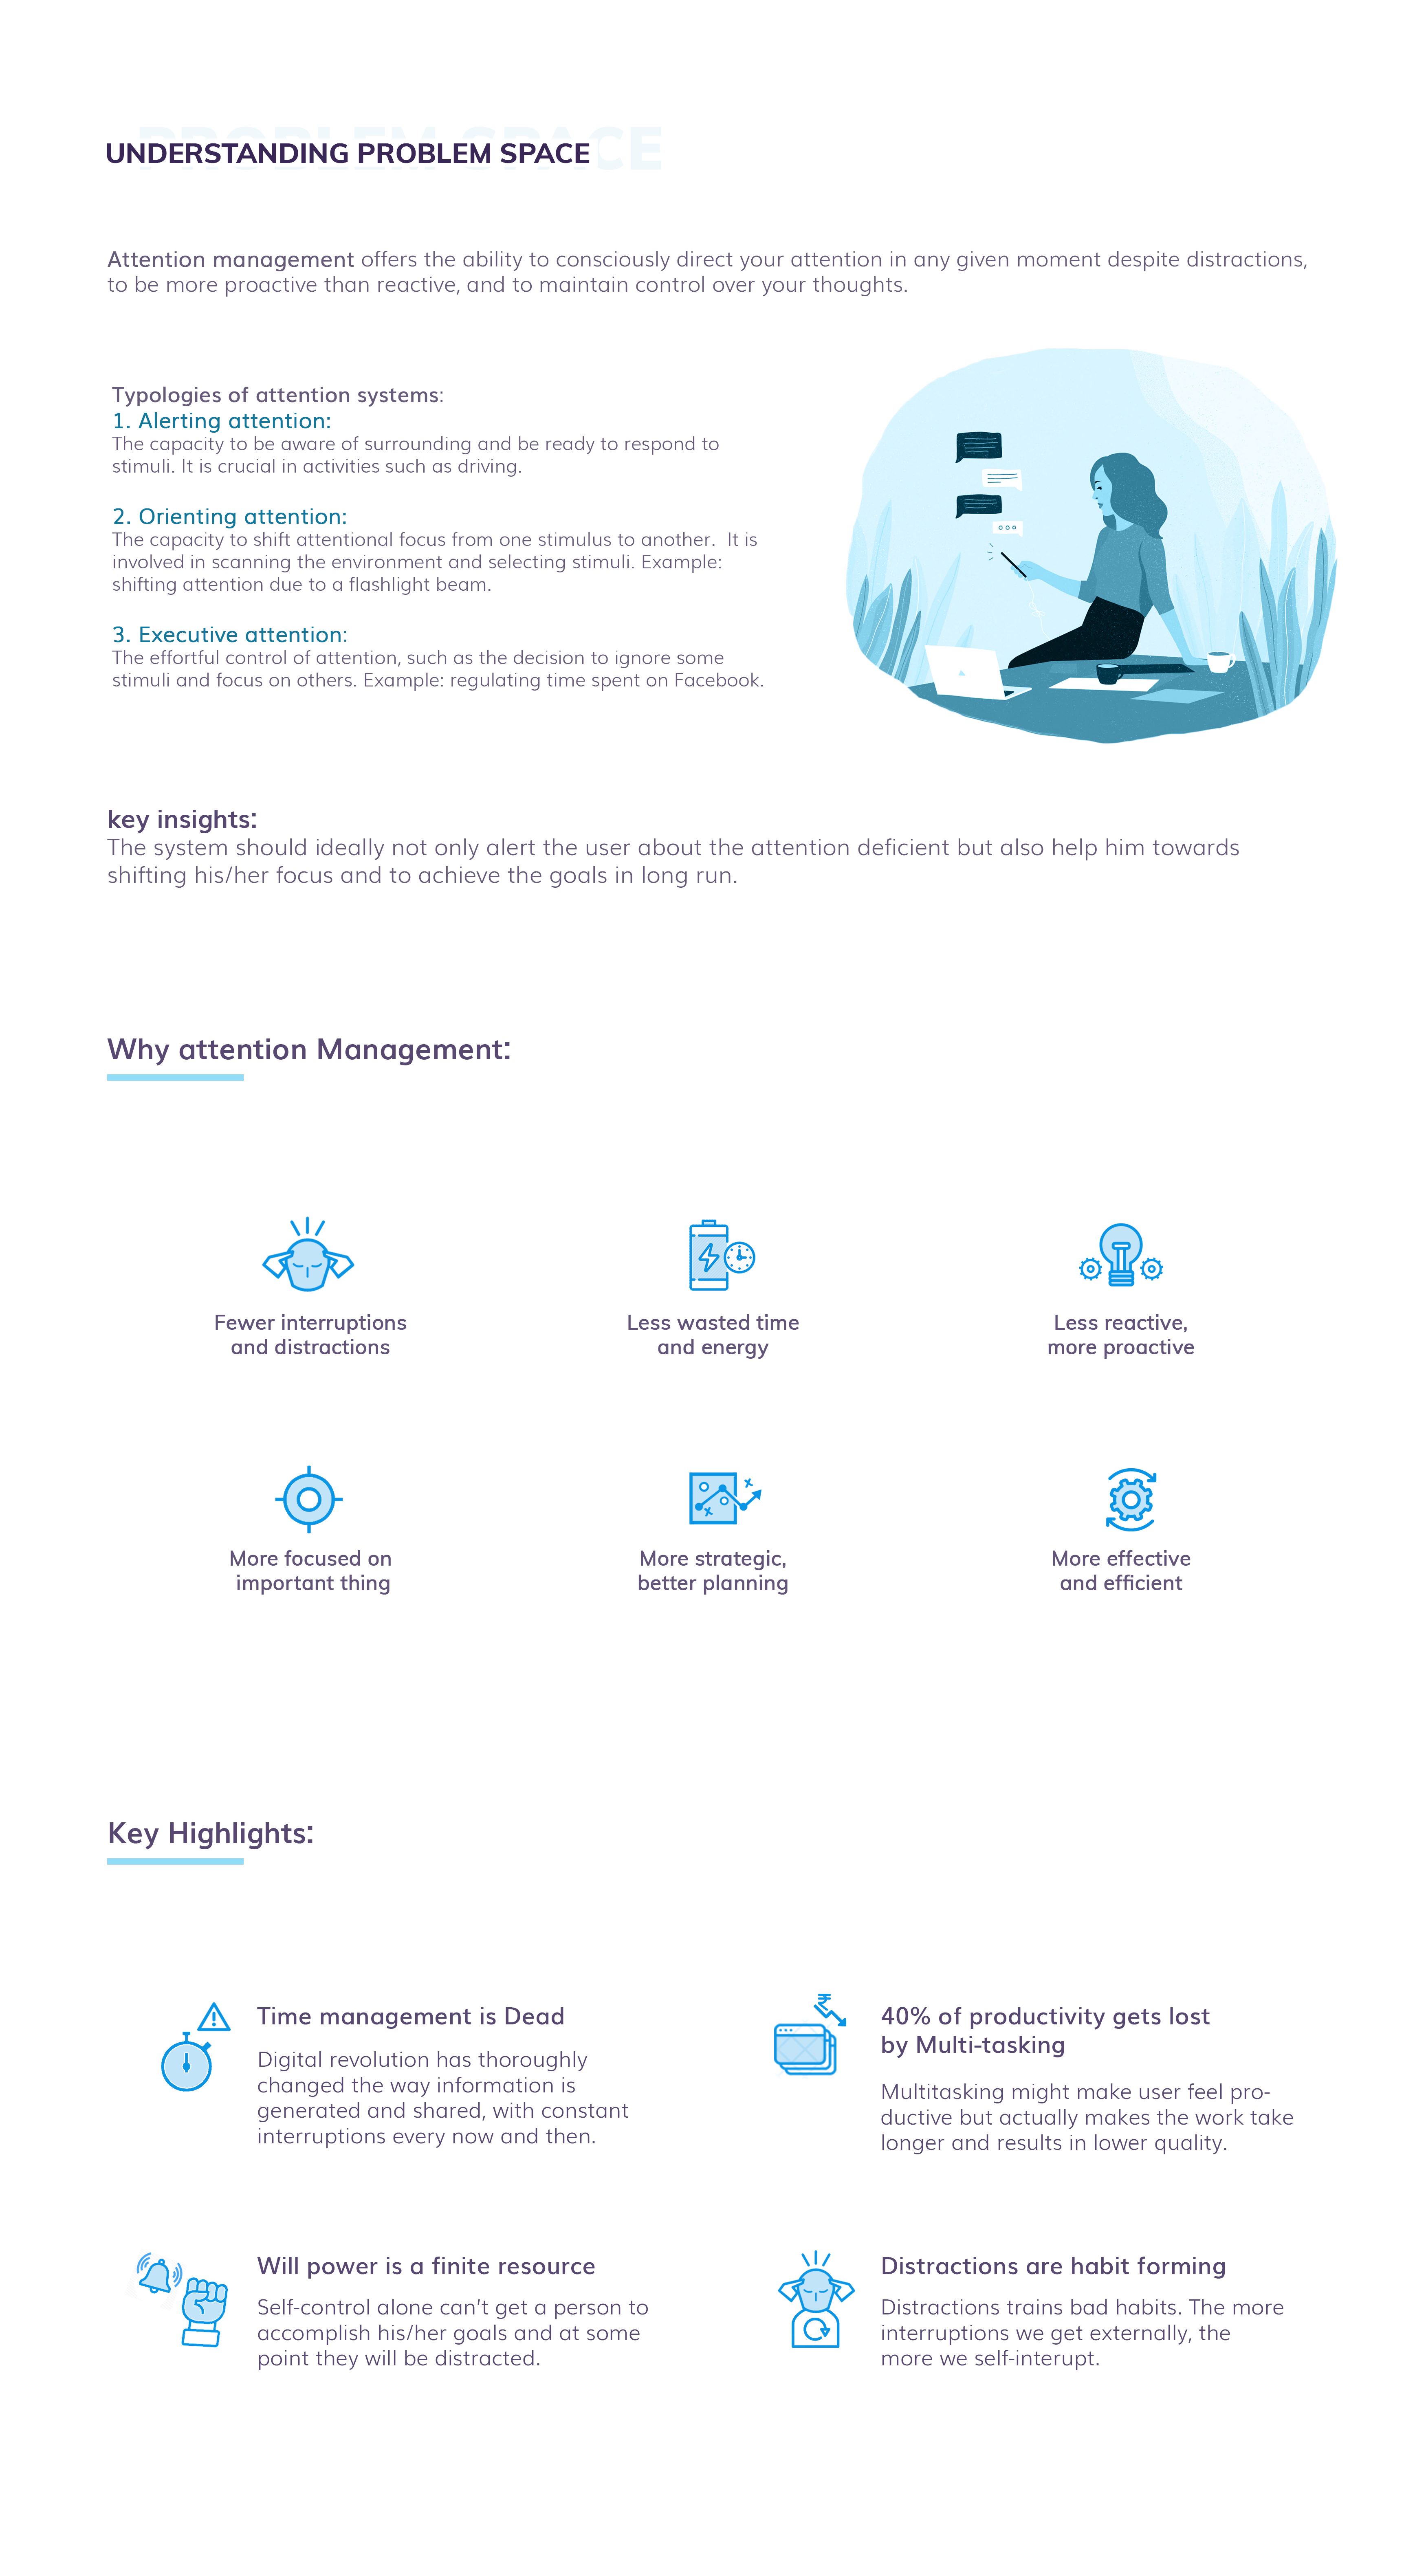 PROBLEM SPACE
UNDERSTANDING PROBLEM SPACE
Attention management offers the ability to consciously direct your attention in any given moment despite distractions,
to be more proactive than reactive, and to maintain control over your thoughts.
Typologies of attention systems:
1. Alerting attention:
The capacity to be aware of surrounding and be ready to respond to
stimuli. It is crucial in activities such as driving.
2. Orienting attention:
The capacity to shift attentional focus from one stimulus to another.  It is
involved in scanning the environment and selecting stimuli. Example:
shifting attention due to a flashlight beam.
3. Executive attention:
The effortful control of attention, such as the decision to ignore some
stimuli and focus on others. Example: regulating time spent on Facebook.
key insights:
The system should ideally not only alert the user about the attention deficient but also help him towards
shifting his/her focus and to achieve the goals in long run.
Why attention Management:
Fewer interruptions
and distractions
Less wasted time
and energy
Less reactive,
more proactive
More focused on
important thing
More strategic,
better planning
More effective
and efficient
Key Highlights:
Time management is Dead
Digital revolution has thoroughly
changed the way information is
generated and shared, with constant
interruptions every now and then.
₹
40% of productivity gets lost
by Multi-tasking
Multitasking might make user feel pro-
ductive but actually makes the work take
longer and results in lower quality.
Will power is a finite resource
Self-control alone can't get a person to
accomplish his/her goals and at some
point they will be distracted.
Distractions are habit forming
Distractions trains bad habits. The more
interruptions we get externally, the
more we self-interupt.